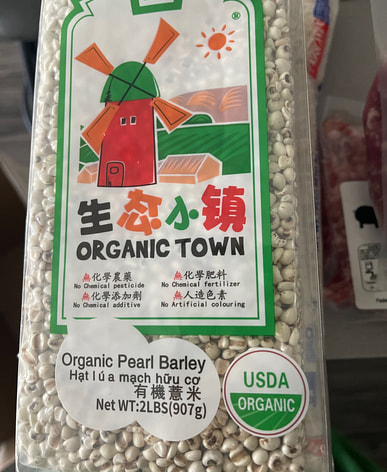 ®
生态小镇
ORGANIC TOWN
無化學農藥
No Chemical pesticide
無化學肥料
No Chemical fertilizer
無化學添加劑
No Chemical additive
無人造色素
No Artificial colouring
Organic Pearl Barley
Hạt lúa mạch hữu cơ
有機薏米
Net WT:2LBS(907g)
USDA
ORGANIC